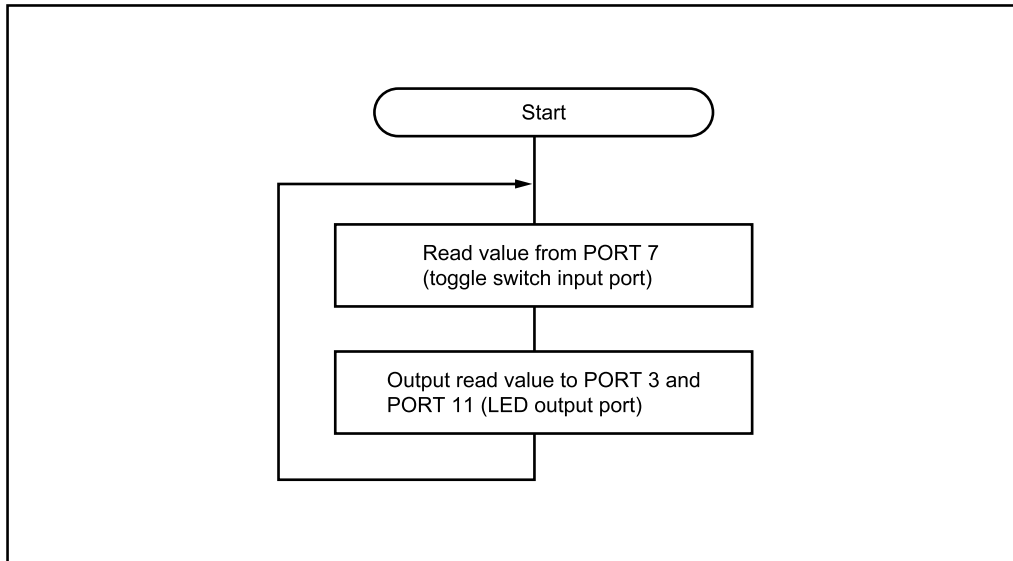 Start
Read value from PORT 7
(toggle switch input port)
Output read value to PORT 3 and
PORT 11 (LED output port)